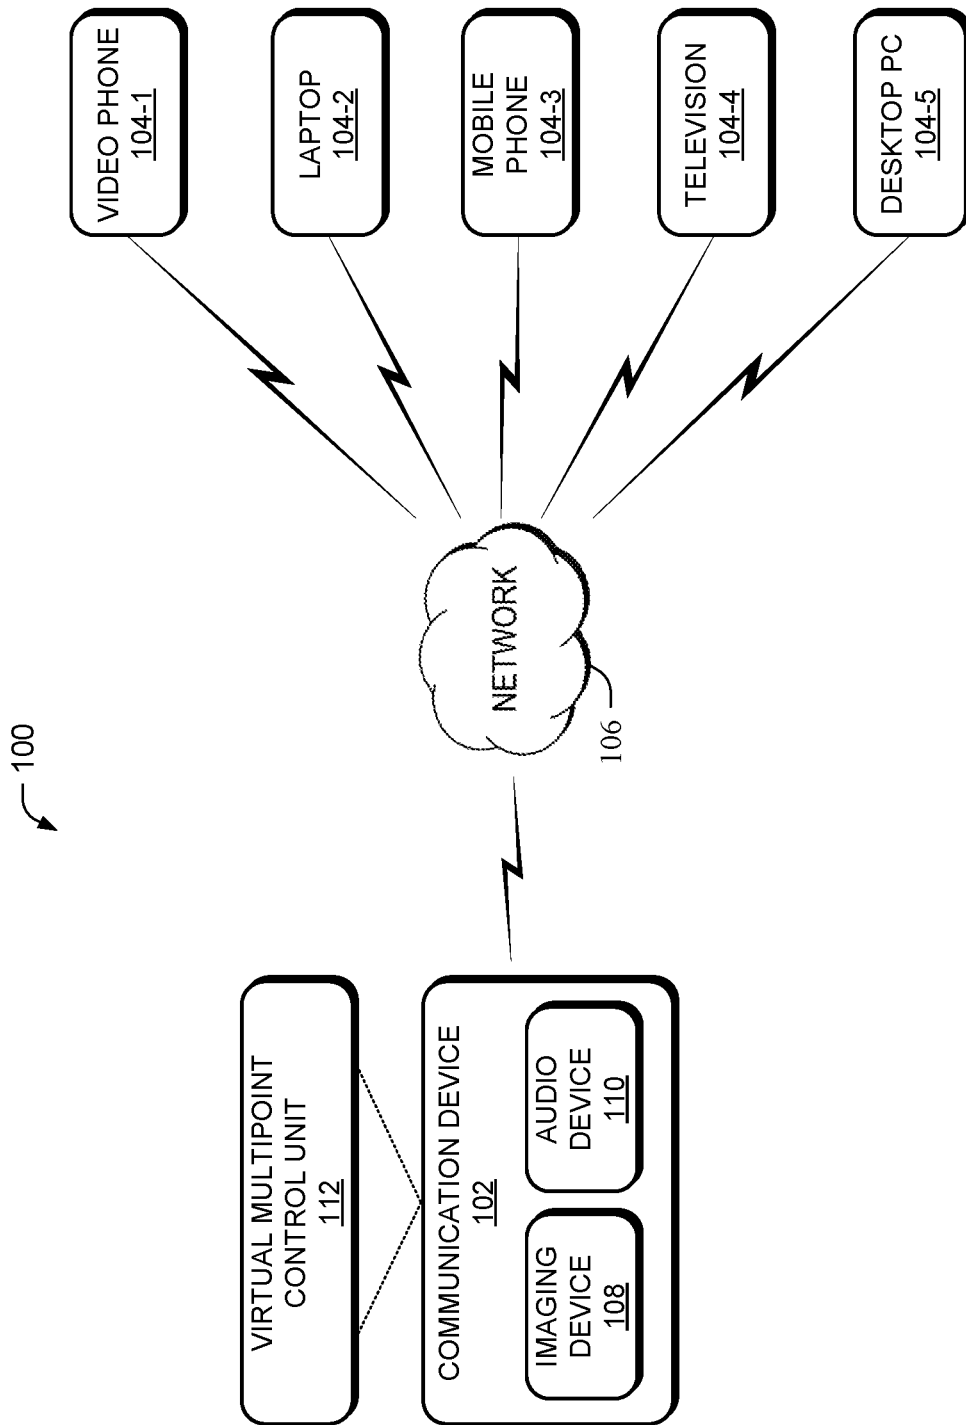 100
VIRTUAL MULTIPOINT
CONTROL UNIT
112
COMMUNICATION DEVICE
102
IMAGING
DEVICE
108
AUDIO
DEVICE
110
NETWORK
106
VIDEO PHONE
104-1
LAPTOP
104-2
MOBILE
PHONE
104-3
TELEVISION
104-4
DESKTOP PC
104-5